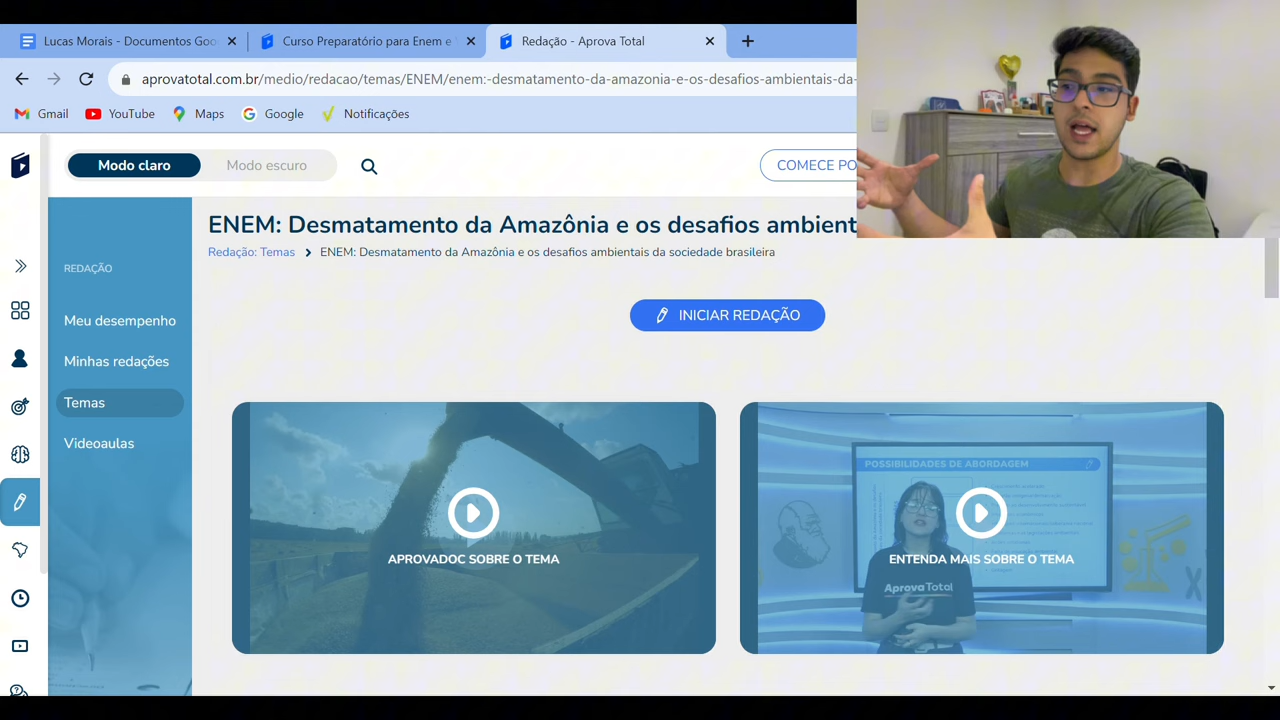 Lucas Morais - Documentos Goo
Curso Preparatório para Enem e
Redação - Aprova Total
aprovatotal.com.br/medio/redacao/temas/ENEM/enem:-desmatamento-da-amazonia-e-os-desafios-ambientais-da-
Gmail
YouTube
Maps
Google
Notificações
Modo claro
Modo escuro
COMECE PO
ENEM: Desmatamento da Amazônia e os desafios ambient
Redação: Temas
ENEM: Desmatamento da Amazônia e os desafios ambientais da sociedade brasileira
REDAÇÃO
INICIAR REDAÇÃO
Meu desempenho
Minhas redações
Temas
Videoaulas
APROVADOC SOBRE O TEMA
POSSIBILIDADES DE ABORDAGEM
ENTENDA MAIS SOBRE O TEMA
AprovaTotal